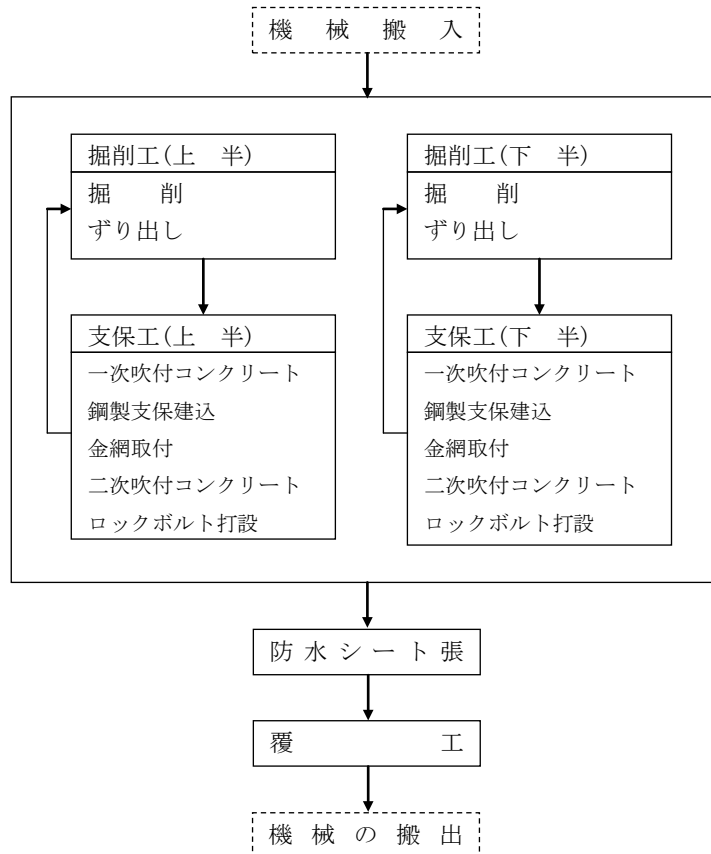 機械搬入
掘削工(上 半)
掘 削
ずり出し
支保工(上 半)
一次吹付コンクリート
鋼製支保建込
金網取付
二次吹付コンクリート
ロックボルト打設
掘削工(下 半)
掘 削
ずり出し
支保工(下 半)
一次吹付コンクリート
鋼製支保建込
金網取付
二次吹付コンクリート
ロックボルト打設
防水シート張
覆 工
機械の搬出